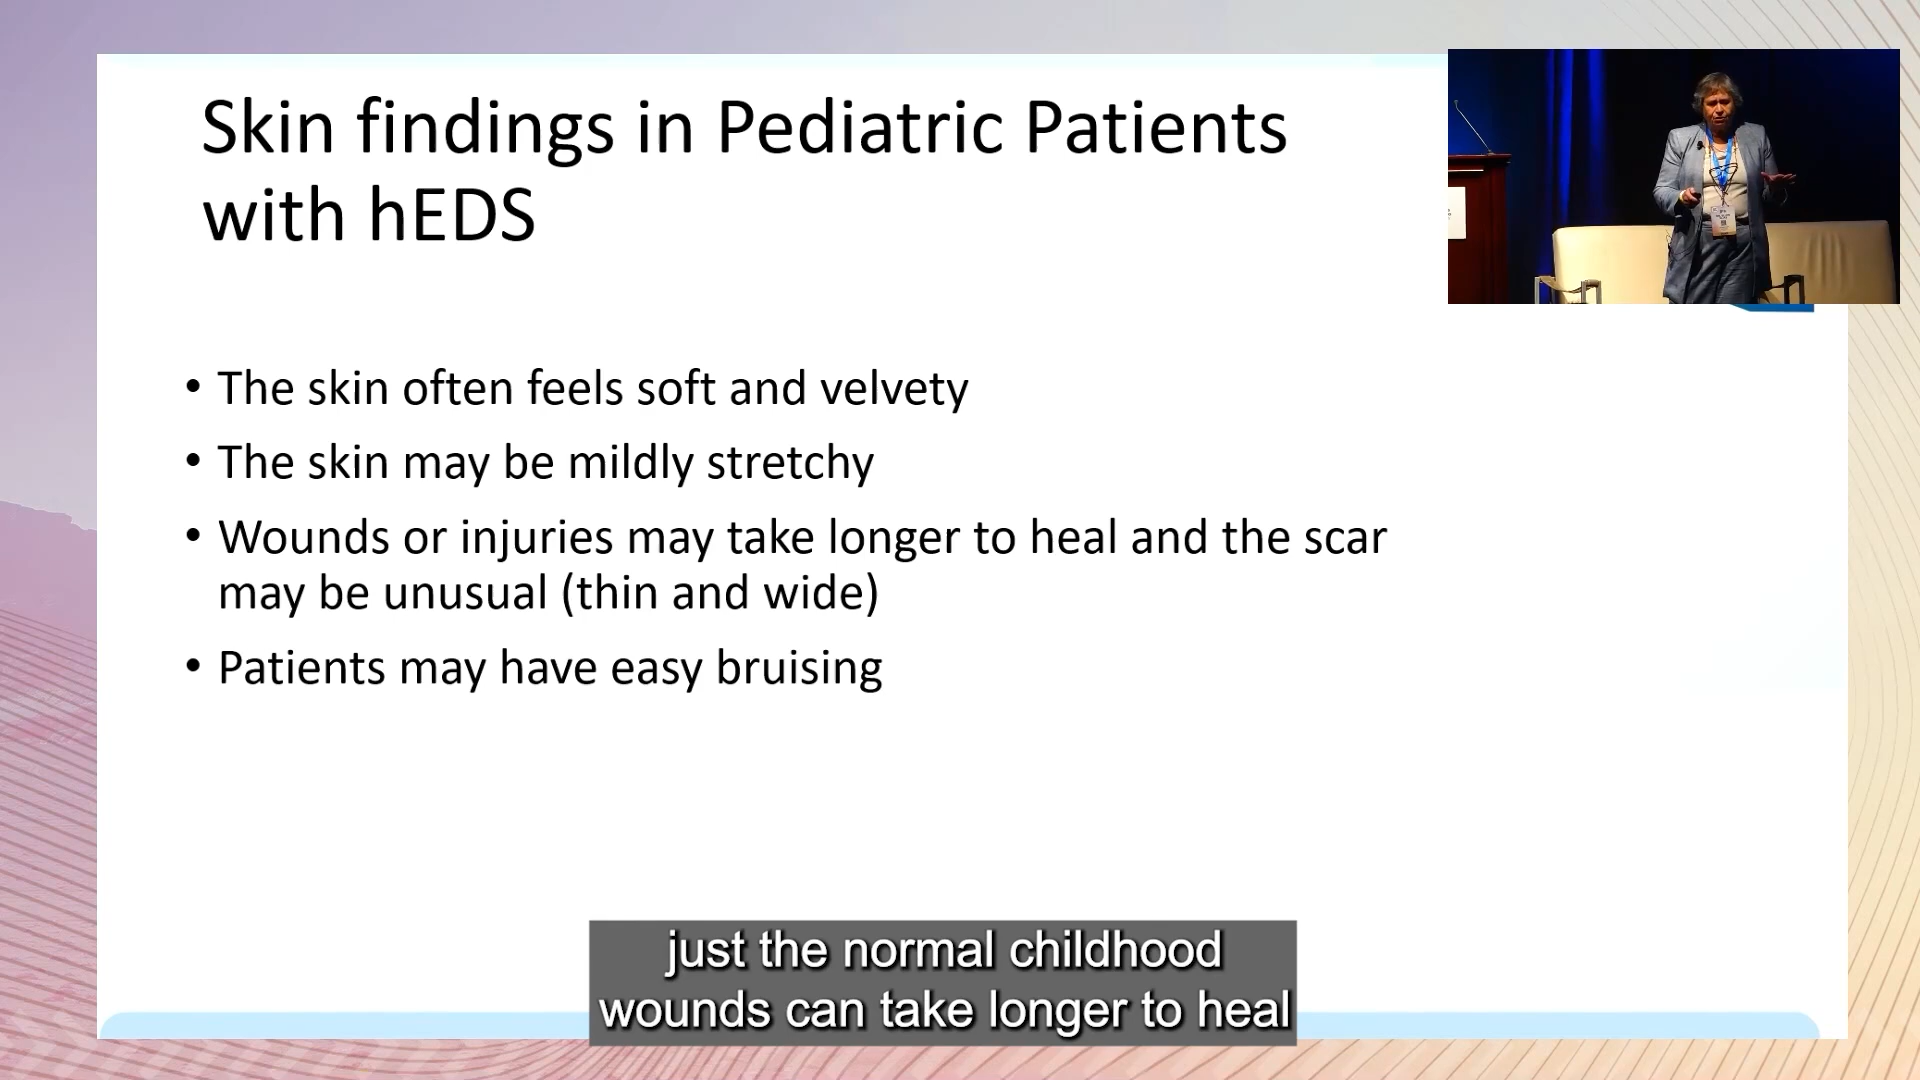 Skin findings in Pediatric Patients
with hEDS
• The skin often feels soft and velvety
• The skin may be mildly stretchy
• Wounds or injuries may take longer to heal and the scar
may be unusual (thin and wide)
• Patients may have easy bruising
just the normal childhood
wounds can take longer to heal